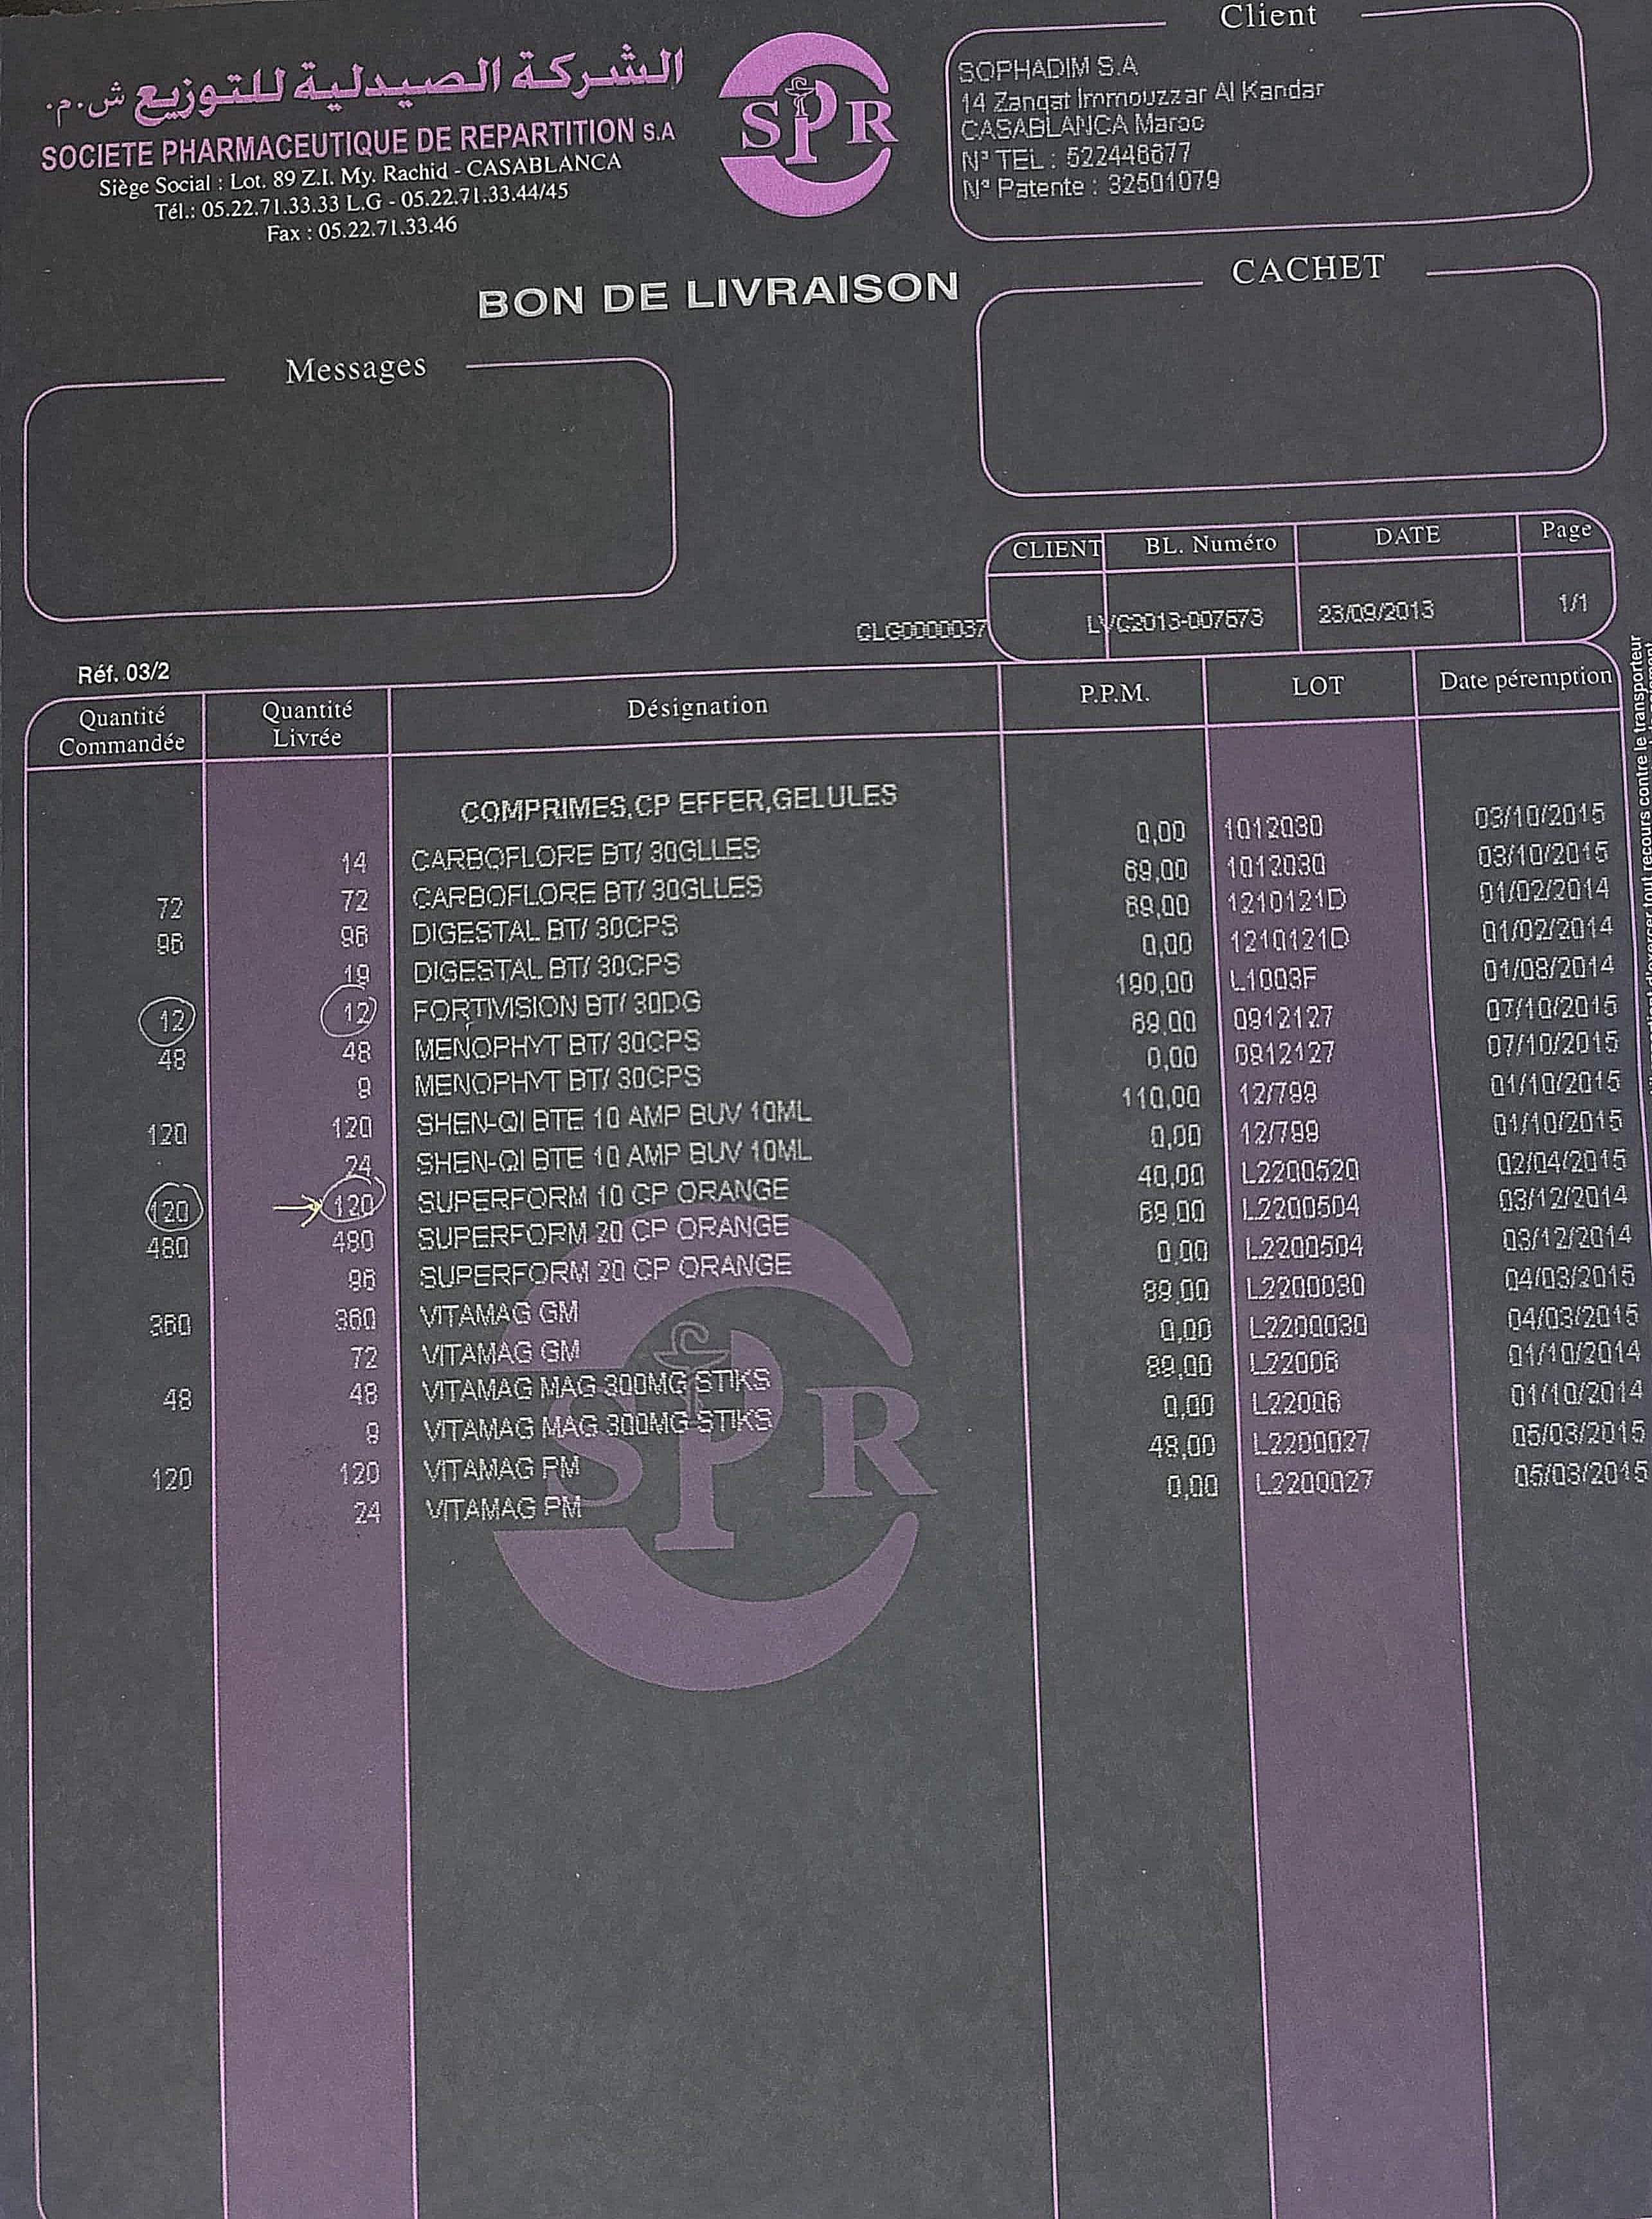 الشركة الصيدلية للتوزيع ش.م.
SOCIETE PHARMACEUTIQUE DE REPARTITION S.A
Siège Social : Lot. 89 Z.I. My. Rachid - CASABLANCA
Tél.: 05.22.71.33.33 L.G - 05.22.71.33.44/45
Fax : 05.22.71.33.46
SPR
Client
SOPHADIM S.A
14 Zanqat Immouzzar Al Kandar
CASABLANCA Maroc
N° TEL : 522446677
N° Patente : 32501079
BON DE LIVRAISON
CACHET
Messages
CLIENT BL. Numéro DATE Page
CLG0000037 LVC2013-007673 23/09/2013 1/1
Réf. 03/2
Quantité Commandée Quantité Livrée Désignation P.P.M. LOT Date péremption
COMPRIMES,CP EFFER,GELULES
14 CARBOFLORE BT/ 30GLLES 0,00 1012030 03/10/2015
72 72 CARBOFLORE BT/ 30GLLES 69,00 1012030 03/10/2015
96 96 DIGESTAL BT/ 30CPS 69,00 1210121D 01/02/2014
19 DIGESTAL BT/ 30CPS 0,00 1210121D 01/02/2014
12 12 FORTIVISION BT/ 30DG 190,00 L1003F 01/08/2014
48 48 MENOPHYT BT/ 30CPS 69,00 0912127 07/10/2015
9 MENOPHYT BT/ 30CPS 0,00 0912127 07/10/2015
120 120 SHEN-QI BTE 10 AMP BUV 10ML 110,00 12/799 01/10/2015
24 SHEN-QI BTE 10 AMP BUV 10ML 0,00 12/799 01/10/2015
120 120 SUPERFORM 10 CP ORANGE 40,00 L2200520 02/04/2015
480 480 SUPERFORM 20 CP ORANGE 69,00 L2200504 03/12/2014
96 SUPERFORM 20 CP ORANGE 0,00 L2200504 03/12/2014
360 360 VITAMAG GM 89,00 L2200030 04/03/2015
72 VITAMAG GM 0,00 L2200030 04/03/2015
48 48 VITAMAG MAG 300MG STIKS 89,00 L22006 01/10/2014
9 VITAMAG MAG 300MG STIKS 0,00 L22006 01/10/2014
120 120 VITAMAG PM 48,00 L2200027 05/03/2015
24 VITAMAG PM 0,00 L2200027 05/03/2015
SPR
d'exercer tout recours contre le transporteur